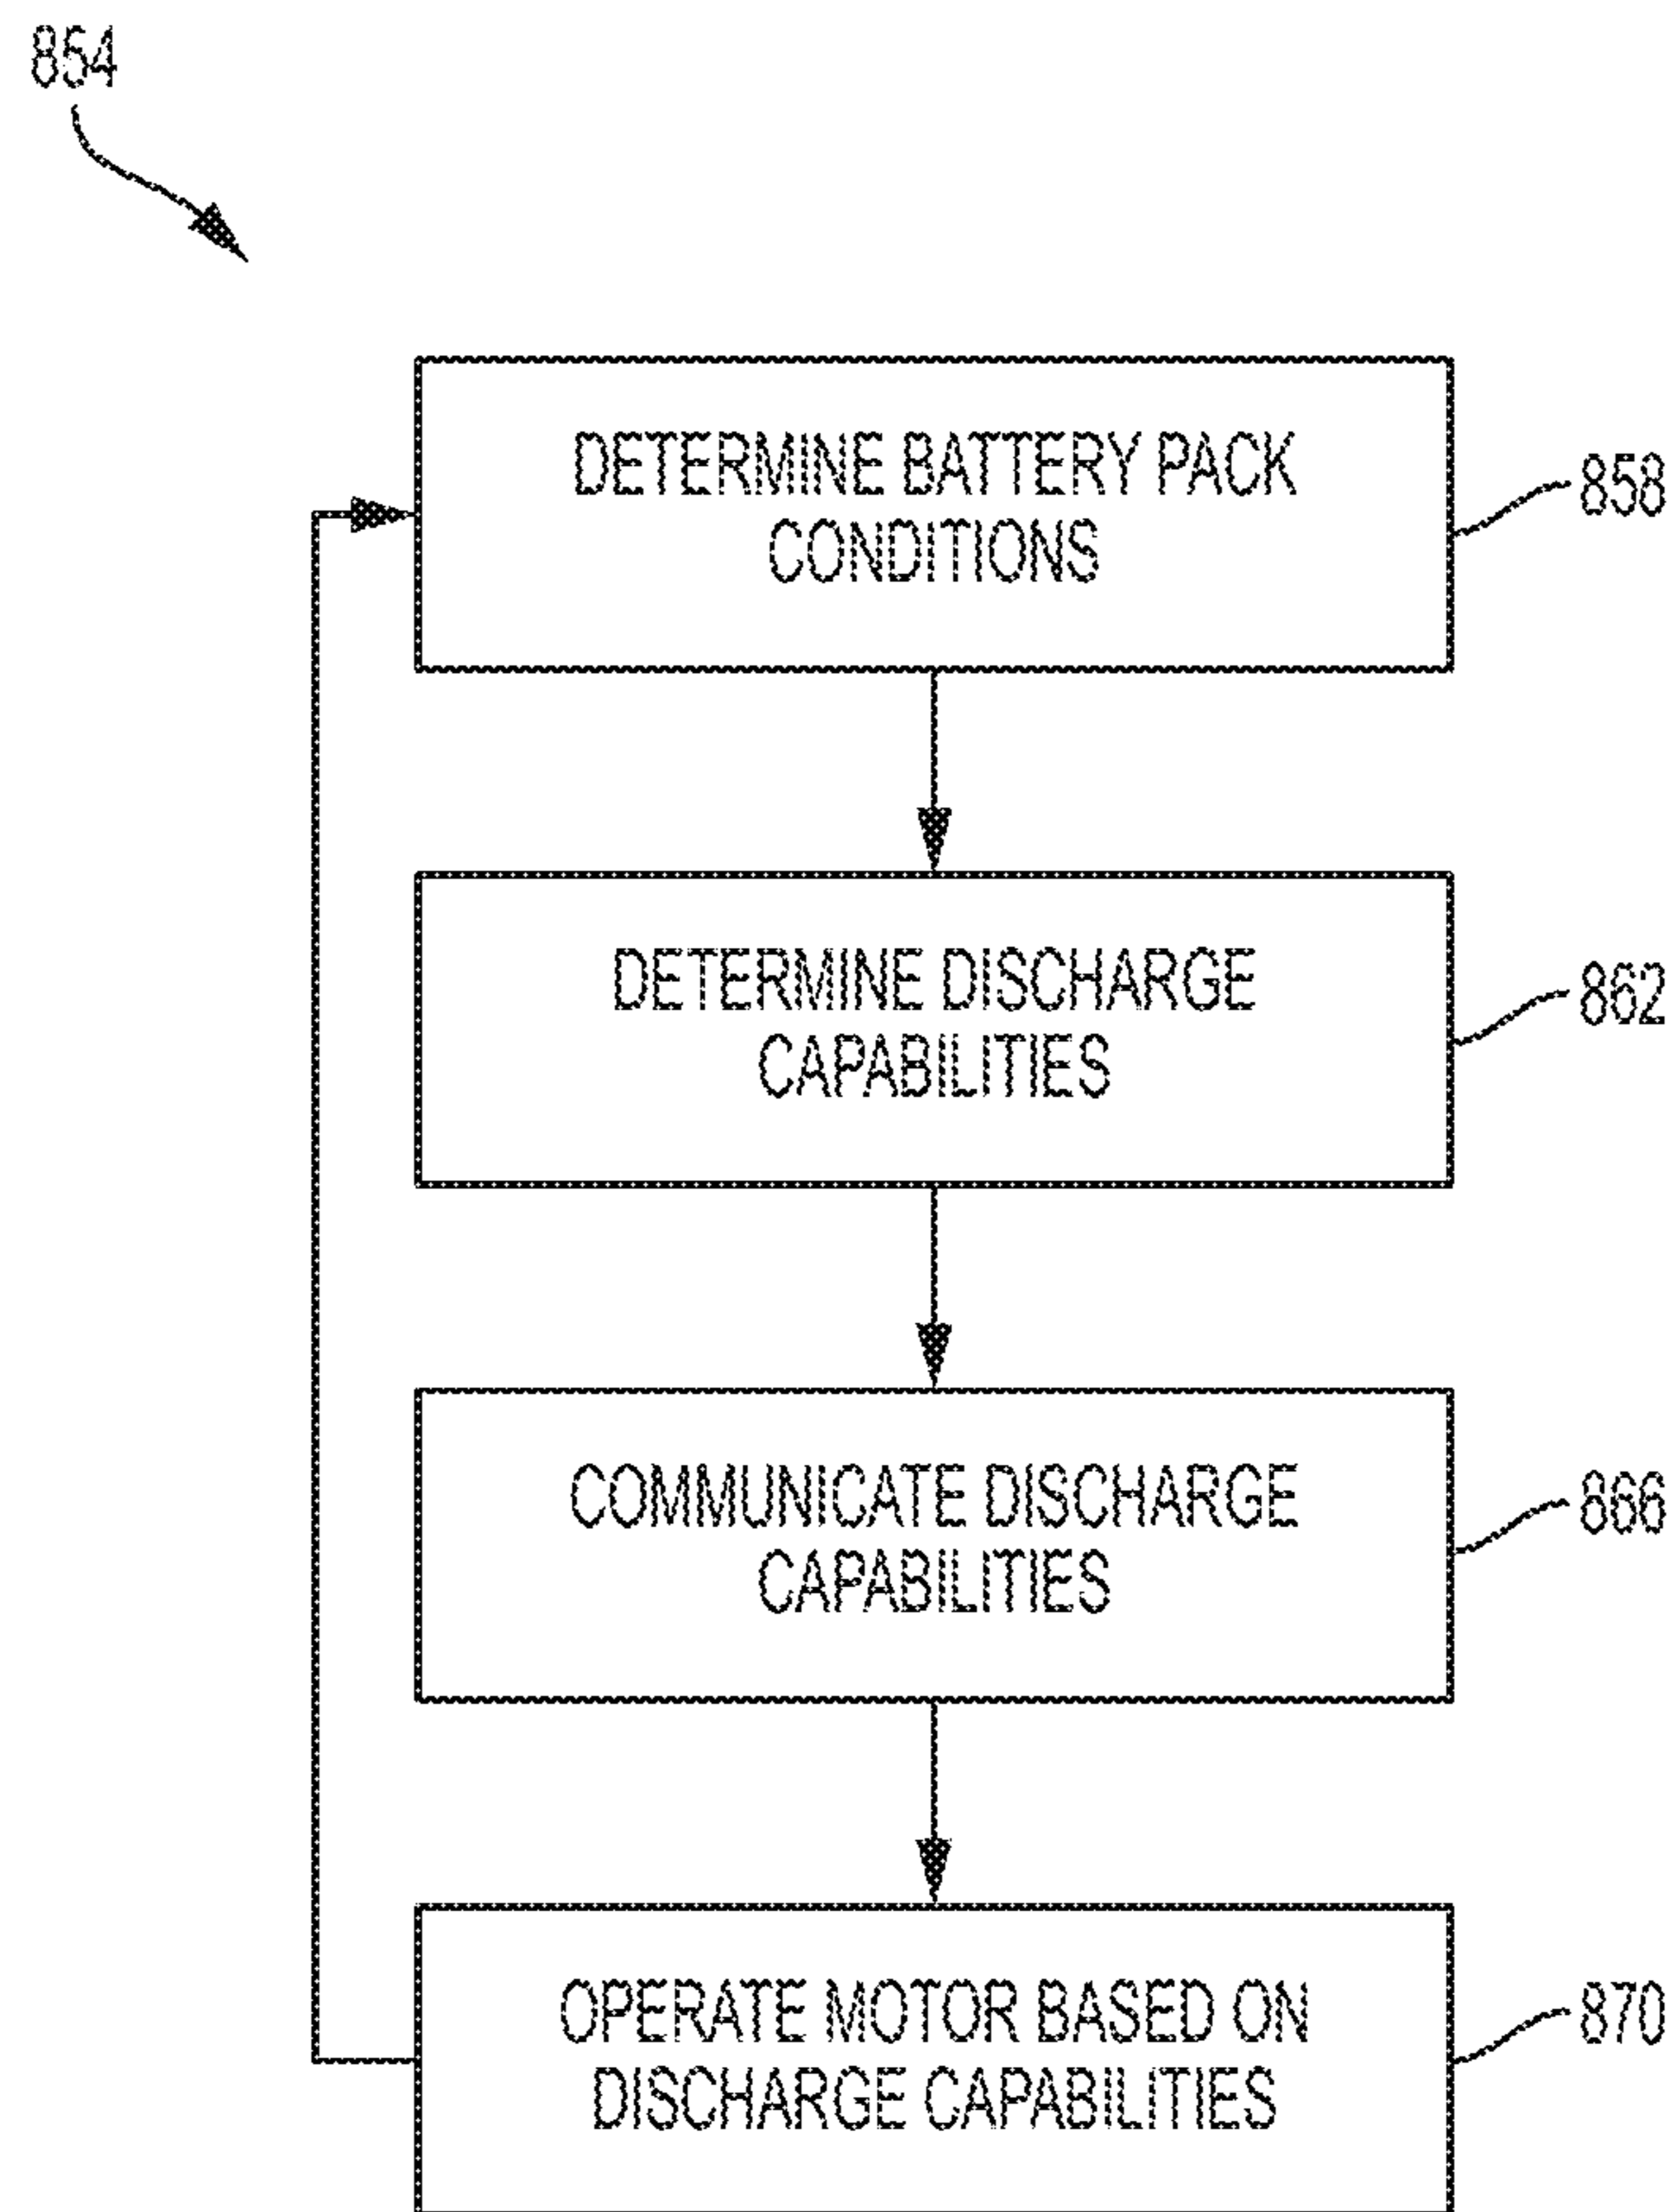 854
DETERMINE BATTERY PACK
CONDITIONS
858
DETERMINE DISCHARGE
CAPABILITIES
862
COMMUNICATE DISCHARGE
CAPABILITIES
866
OPERATE MOTOR BASED ON
DISCHARGE CAPABILITIES
870